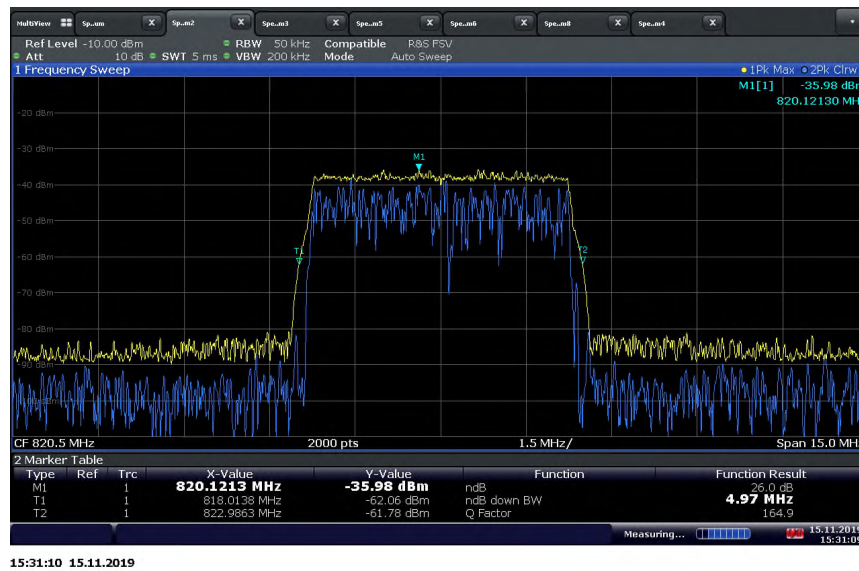 MultiView Sp..um X Sp..m2 X Spe..m3 X Spe..m5 X Spe..m6 X Spe..m8 X Spe..m4 X
Ref Level -10.00 dBm RBW 50 kHz Compatible R&S FSV
Att 10 dB SWT 5 ms VBW 200 kHz Mode Auto Sweep
1 Frequency Sweep 1Pk Max 2Pk Clrw
M1[1] -35.98 dBm
820.12130 MH
-20 dBm
-30 dBm
M1
-40 dBm
-50 dBm
T1 T2
-60 dBm
-70 dBm
-80 dBm
-90 dBm
CF 820.5 MHz 2000 pts 1.5 MHz/ Span 15.0 MH
2 Marker Table
Type Ref Trc X-Value Y-Value Function Function Result
M1 1 820.1213 MHz -35.98 dBm ndB 26.0 dB
T1 1 818.0138 MHz -62.06 dBm ndB down BW 4.97 MHz
T2 1 822.9863 MHz -61.78 dBm Q Factor 164.9
Measuring... 15.11.2019
15:31:09
15:31:10 15.11.2019